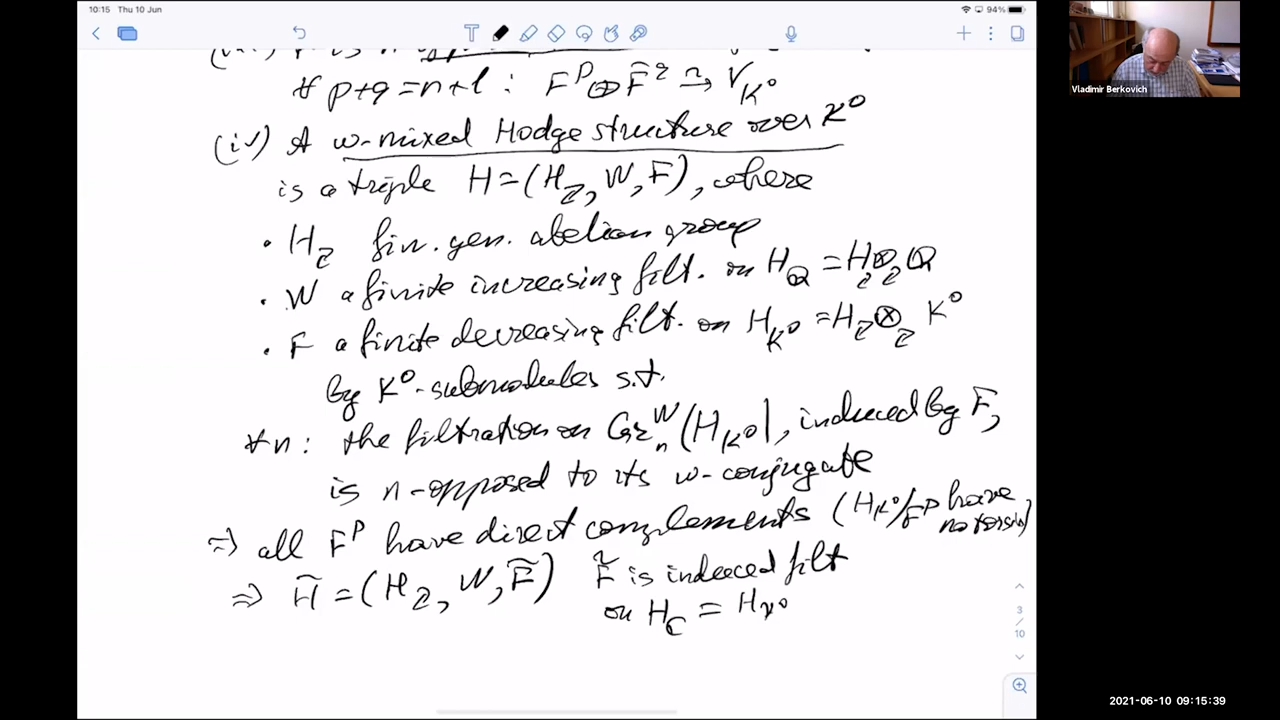 10:15 Thu 10 Jun
94%
∀ p+q=n+1 : F^p ⊕ F̄^q ⥲ V_{K°}
(iv) A ϖ-mixed Hodge structure over K°
is a triple H=(H_Z, W, F), where
• H_Z fin. gen. abelian group
• W a finite increasing filt. on H_Q = H_Z ⊗_Z Q
• F a finite decreasing filt. on H_{K°} = H_Z ⊗_Z K°
by K°-submodules s.t.
∀n: the filtration on Gr_n^W(H_{K°}), induced by F,
is n-opposed to its ϖ-conjugate
⇒ all F^p have direct complements (H_{K°}/F^p have no torsion)
⇒ H̃ = (H_Z, W, F̃) F̃ is induced filt
on H_C = H_{K°}
3
/
10
Vladimir Berkovich
2021-06-10 09:15:39